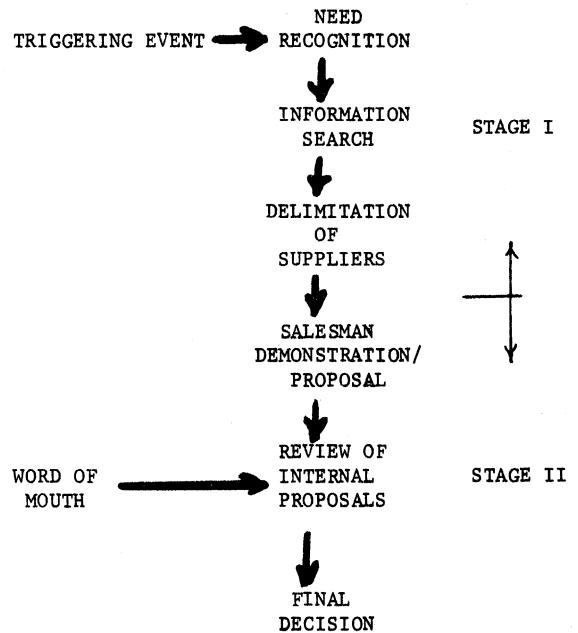 NEED
TRIGGERING EVENT RECOGNITION
INFORMATION
SEARCH
STAGE I
DELIMITATION
OF
SUPPLIERS
SALESMAN
DEMONSTRATION/
PROPOSAL
REVIEW OF
INTERNAL
PROPOSALS
WORD OF
MOUTH
STAGE II
FINAL
DECISION